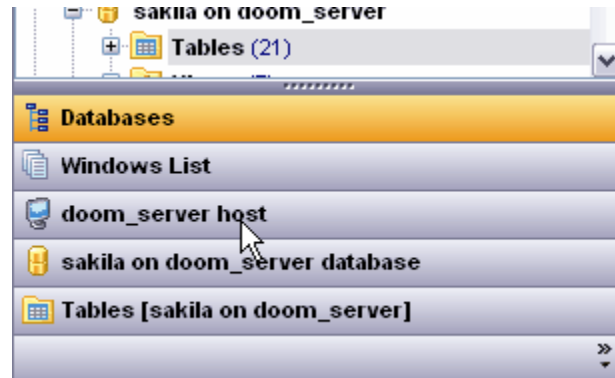 sakila on doom_server
Tables (21)
Databases
Windows List
doom_server host
sakila on doom_server database
Tables [sakila on doom_server]